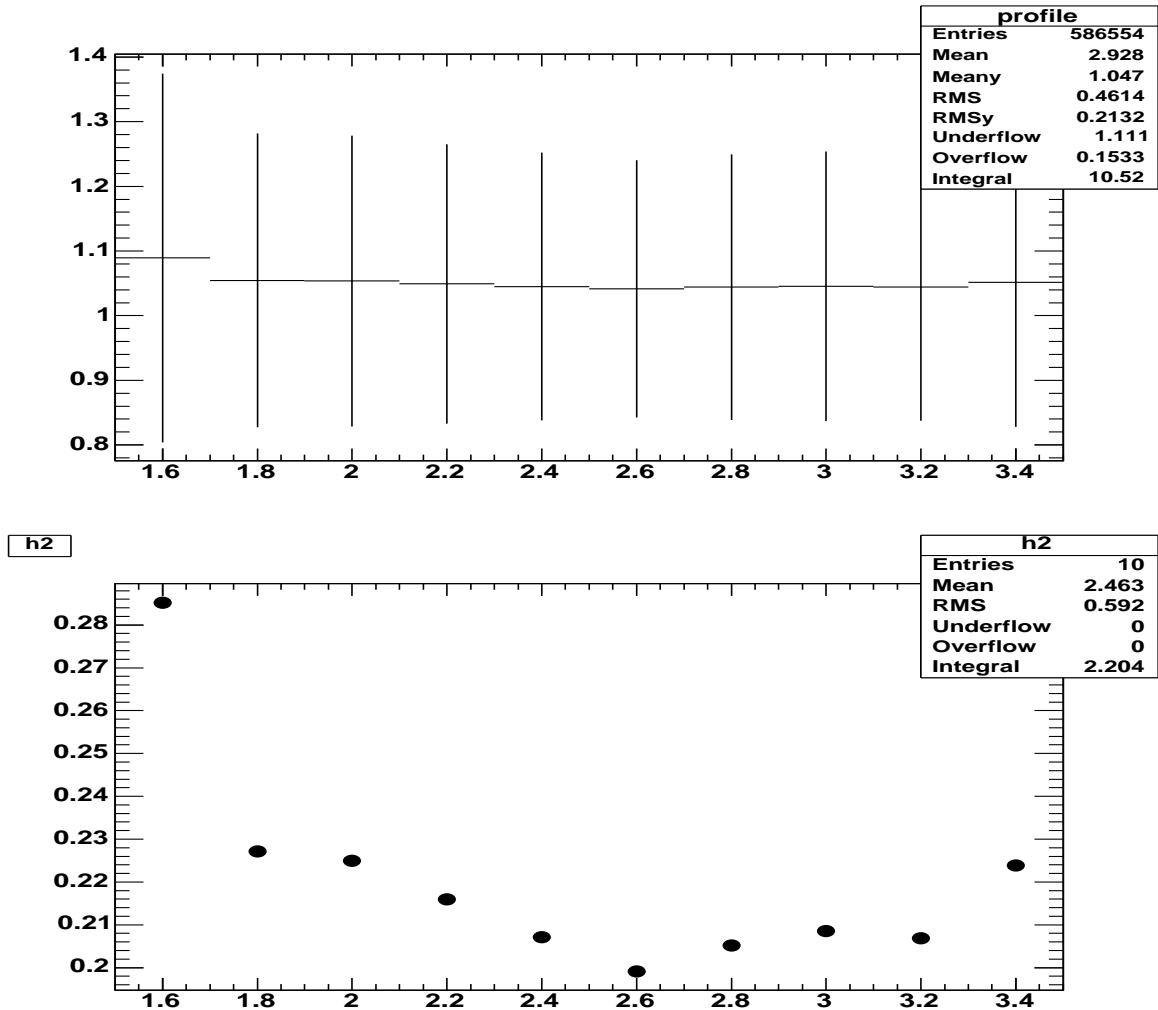 profile
Entries 586554
Mean 2.928
Meany 1.047
RMS 0.4614
RMSy 0.2132
Underflow 1.111
Overflow 0.1533
Integral 10.52
1.4
1.3
1.2
1.1
1
0.9
0.8
1.6 1.8 2 2.2 2.4 2.6 2.8 3 3.2 3.4
h2
h2
Entries 10
Mean 2.463
RMS 0.592
Underflow 0
Overflow 0
Integral 2.204
0.28
0.27
0.26
0.25
0.24
0.23
0.22
0.21
0.2
1.6 1.8 2 2.2 2.4 2.6 2.8 3 3.2 3.4